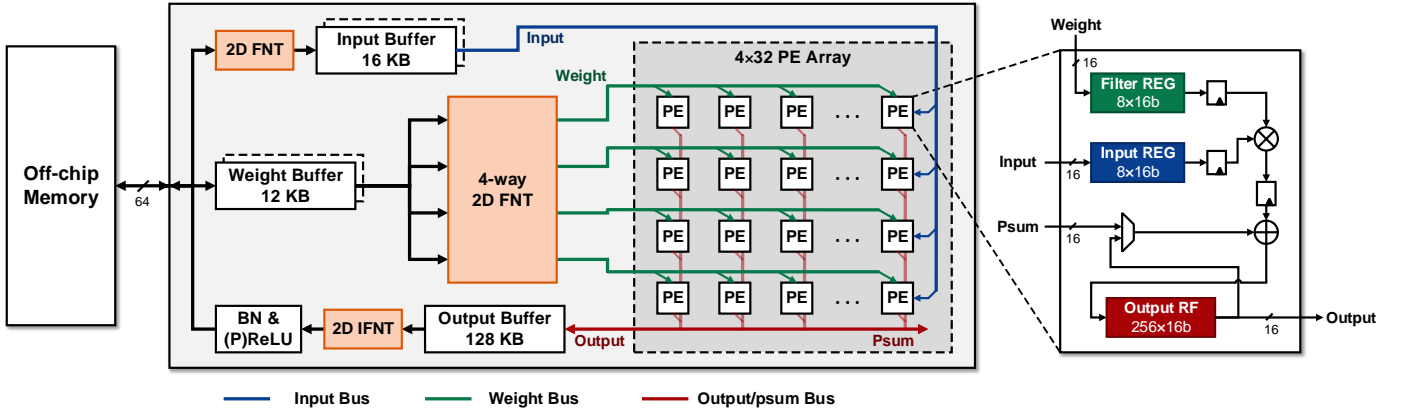 Off-chip
Memory
64
2D FNT
Input Buffer
16 KB
Input
Weight Buffer
12 KB
4-way
2D FNT
Weight
4×32 PE Array
PE PE PE . . . PE
PE PE PE . . . PE
PE PE PE . . . PE
PE PE PE . . . PE
BN &
(P)ReLU
2D IFNT
Output Buffer
128 KB
Output
Psum
Weight
16
Filter REG
8×16b
Input
16
Input REG
8×16b
Psum
16
Output RF
256×16b
16
Output
Input Bus
Weight Bus
Output/psum Bus